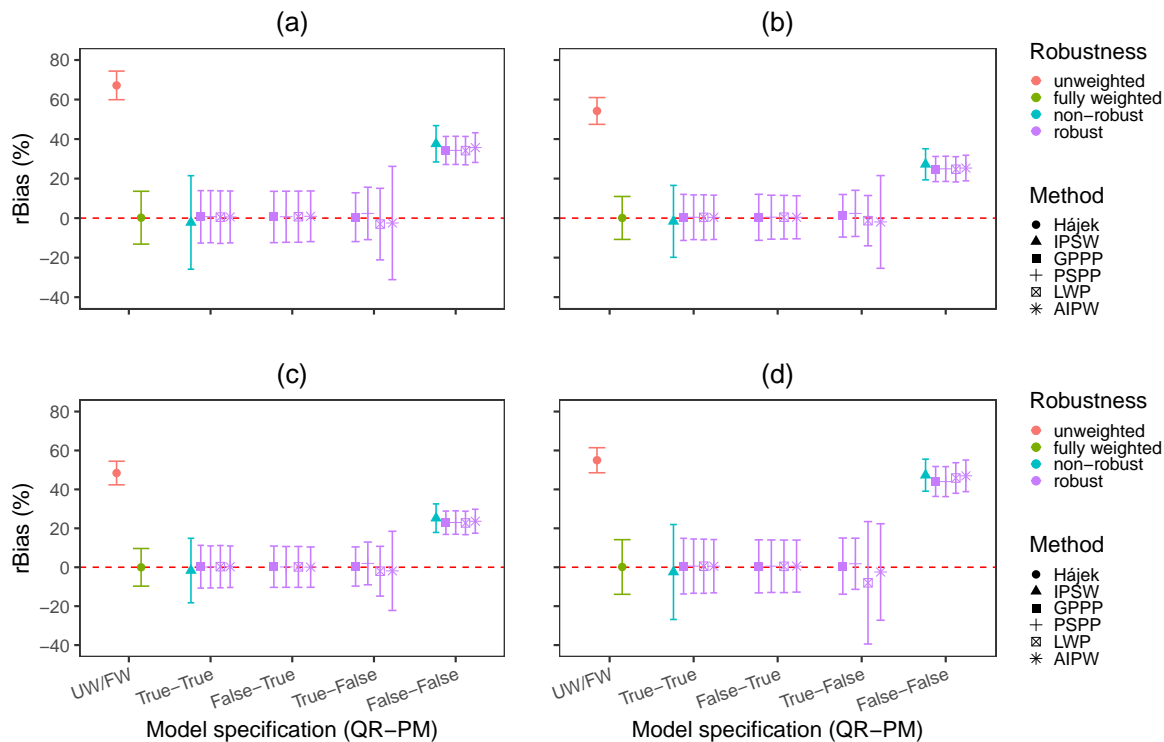 (a)
(b)
rBias (%)
80
60
40
20
0
−20
−40
Robustness
unweighted
fully weighted
non−robust
robust
Method
Hájek
IPSW
GPPP
PSPP
LWP
AIPW
(c)
(d)
rBias (%)
80
60
40
20
0
−20
−40
UW/FW
True−True
False−True
True−False
False−False
Model specification (QR−PM)
UW/FW
True−True
False−True
True−False
False−False
Model specification (QR−PM)
Robustness
unweighted
fully weighted
non−robust
robust
Method
Hájek
IPSW
GPPP
PSPP
LWP
AIPW